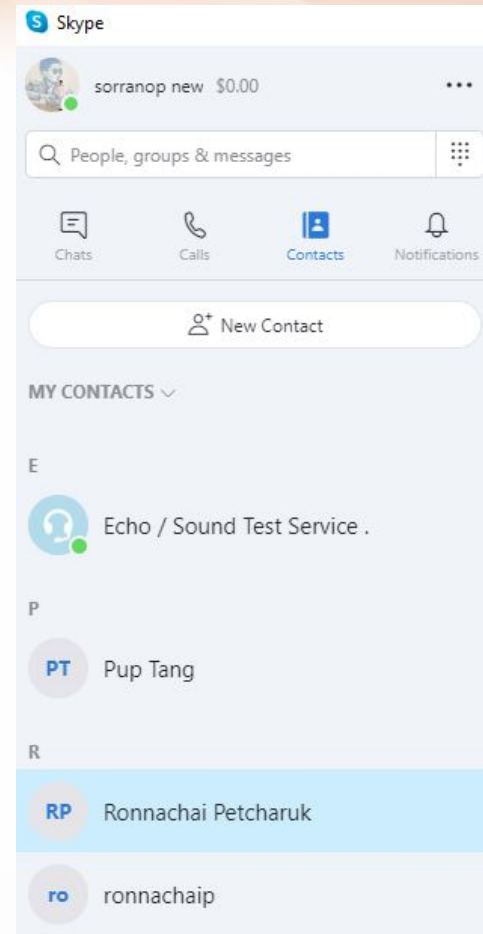 Skype
sorranop new $0.00
People, groups & messages
Chats Calls Contacts Notifications
New Contact
MY CONTACTS
E
Echo / Sound Test Service .
P
PT Pup Tang
R
RP Ronnachai Petcharuk
ro ronnachaip